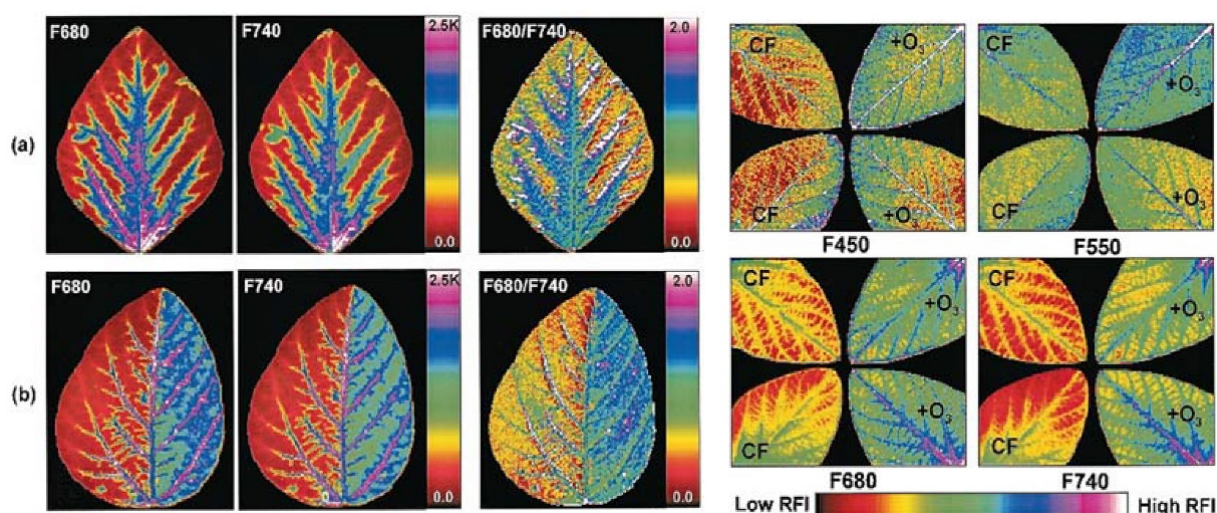 F680
F740
2.5K
0.0
F680/F740
2.0
0.0
(a)
F680
F740
2.5K
0.0
F680/F740
2.0
0.0
(b)
CF
+O₃
CF
+O₃
F450
CF
+O₃
CF
+O₃
F550
CF
+O₃
CF
+O₃
F680
CF
+O₃
CF
+O₃
F740
Low RFI
High RFI